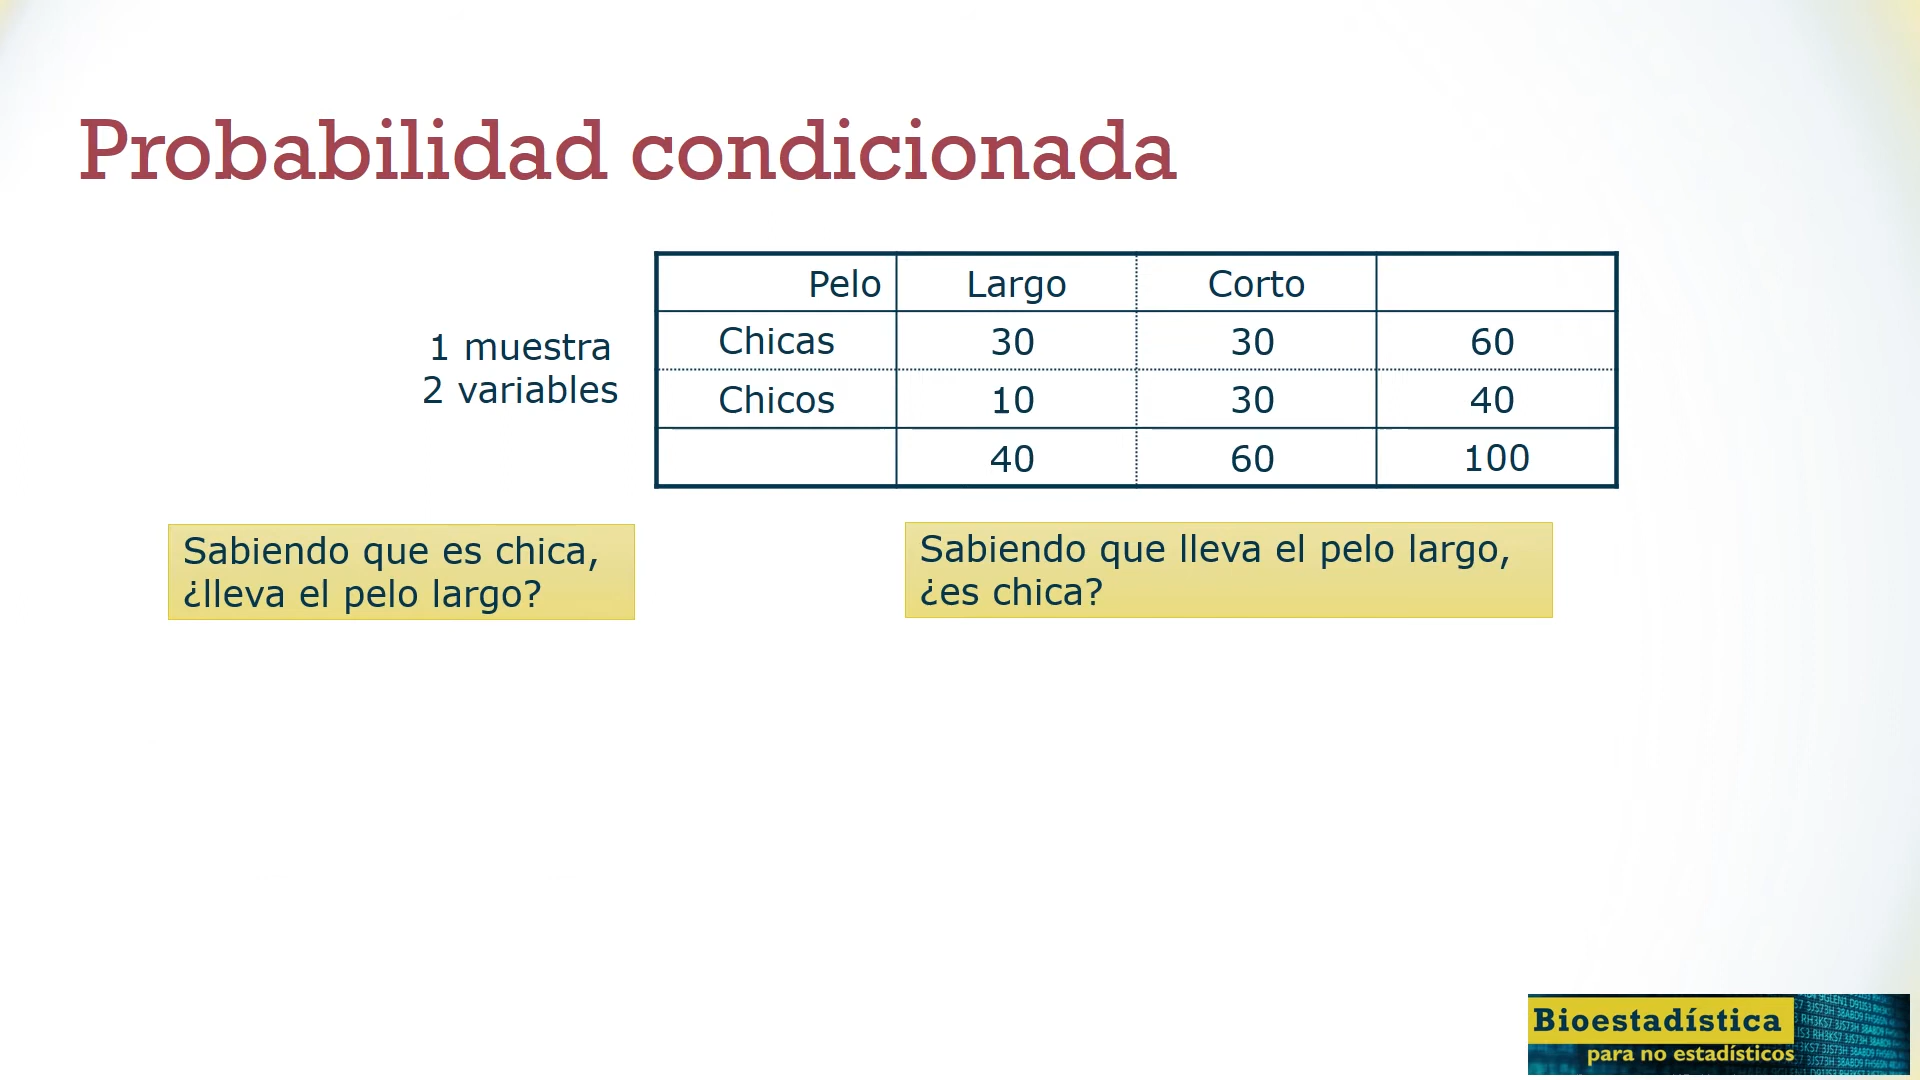 Probabilidad condicionada
Pelo Largo Corto
1 muestra
2 variables
Chicas 30 30 60
Chicos 10 30 40
40 60 100
Sabiendo que es chica,
¿lleva el pelo largo?
Sabiendo que lleva el pelo largo,
¿es chica?
Bioestadística
para no estadísticos